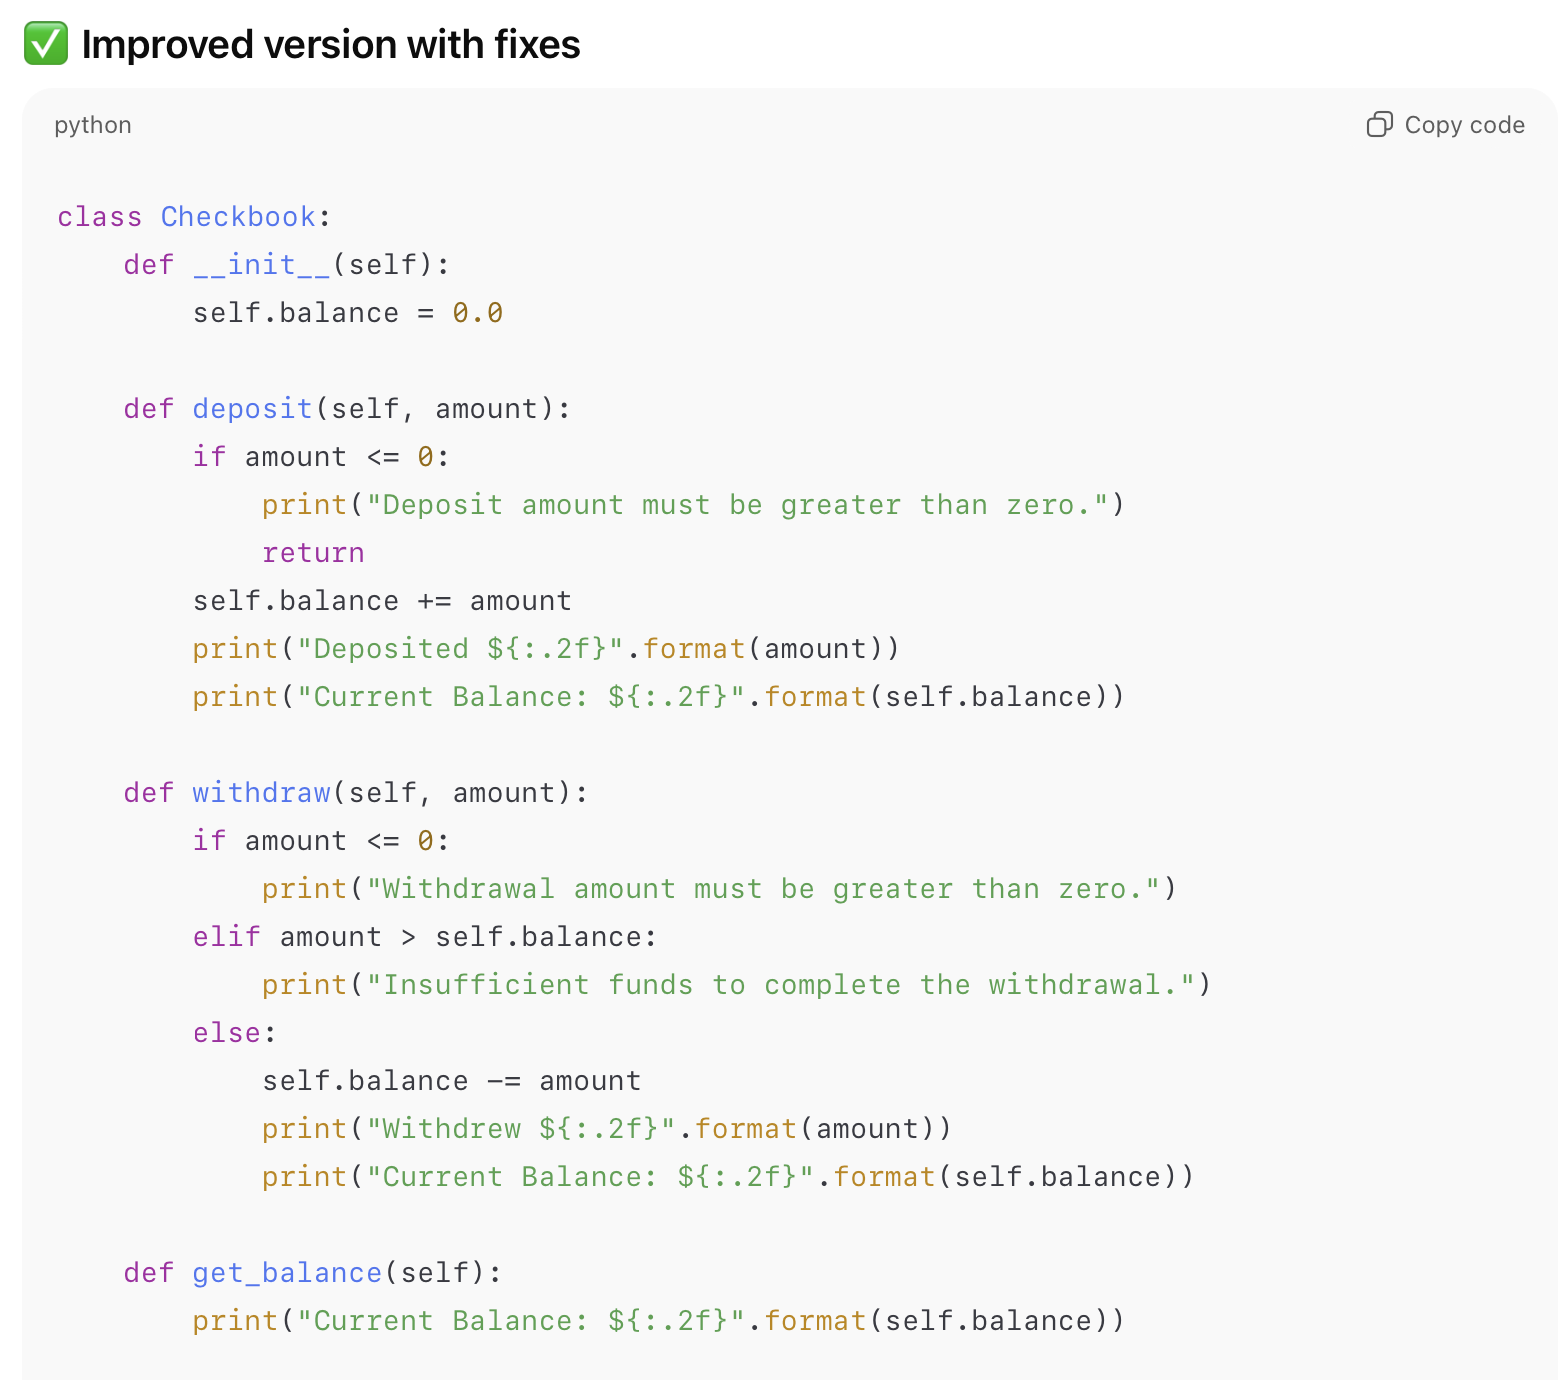 ✅ Improved version with fixes
python
Copy code
class Checkbook:
    def __init__(self):
        self.balance = 0.0

    def deposit(self, amount):
        if amount <= 0:
            print("Deposit amount must be greater than zero.")
            return
        self.balance += amount
        print("Deposited ${:.2f}".format(amount))
        print("Current Balance: ${:.2f}".format(self.balance))

    def withdraw(self, amount):
        if amount <= 0:
            print("Withdrawal amount must be greater than zero.")
        elif amount > self.balance:
            print("Insufficient funds to complete the withdrawal.")
        else:
            self.balance -= amount
            print("Withdrew ${:.2f}".format(amount))
            print("Current Balance: ${:.2f}".format(self.balance))

    def get_balance(self):
        print("Current Balance: ${:.2f}".format(self.balance))